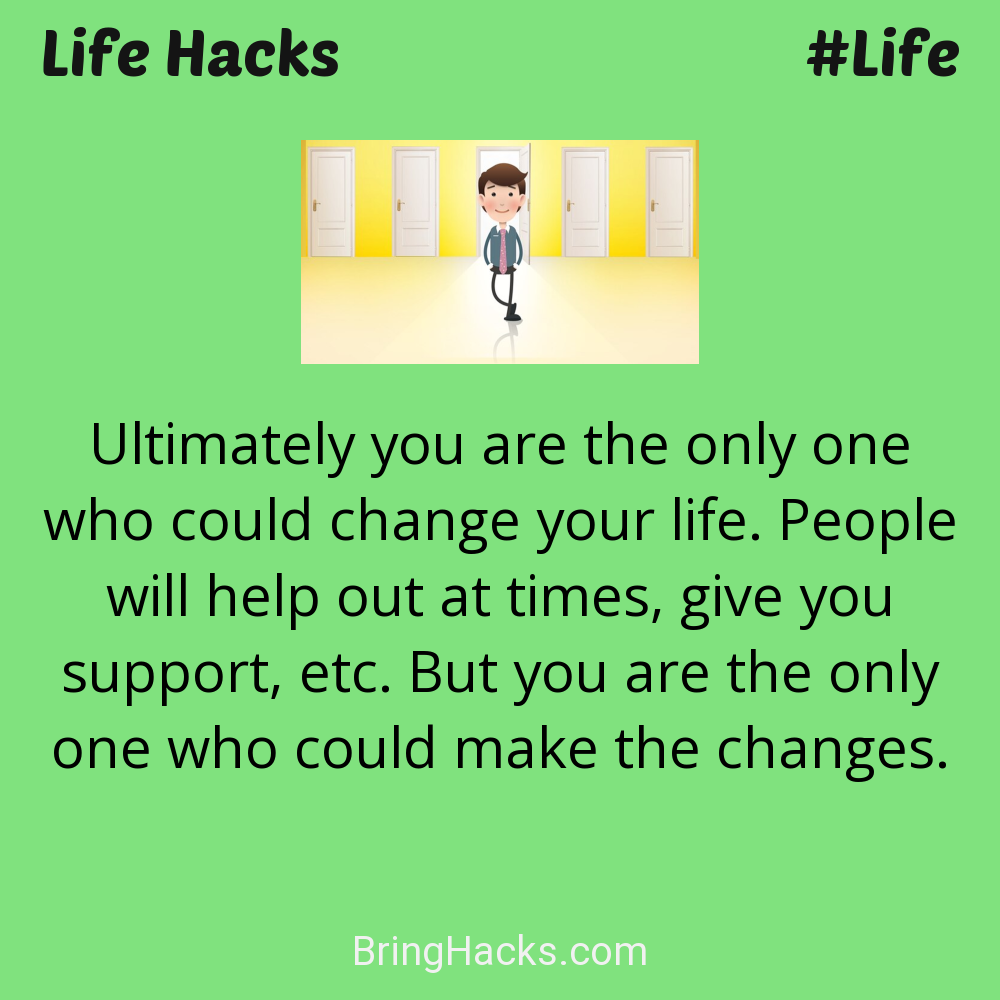 Life Hacks
#Life
Ultimately you are the only one
who could change your life. People
will help out at times, give you
support, etc. But you are the only
one who could make the changes.
BringHacks.com